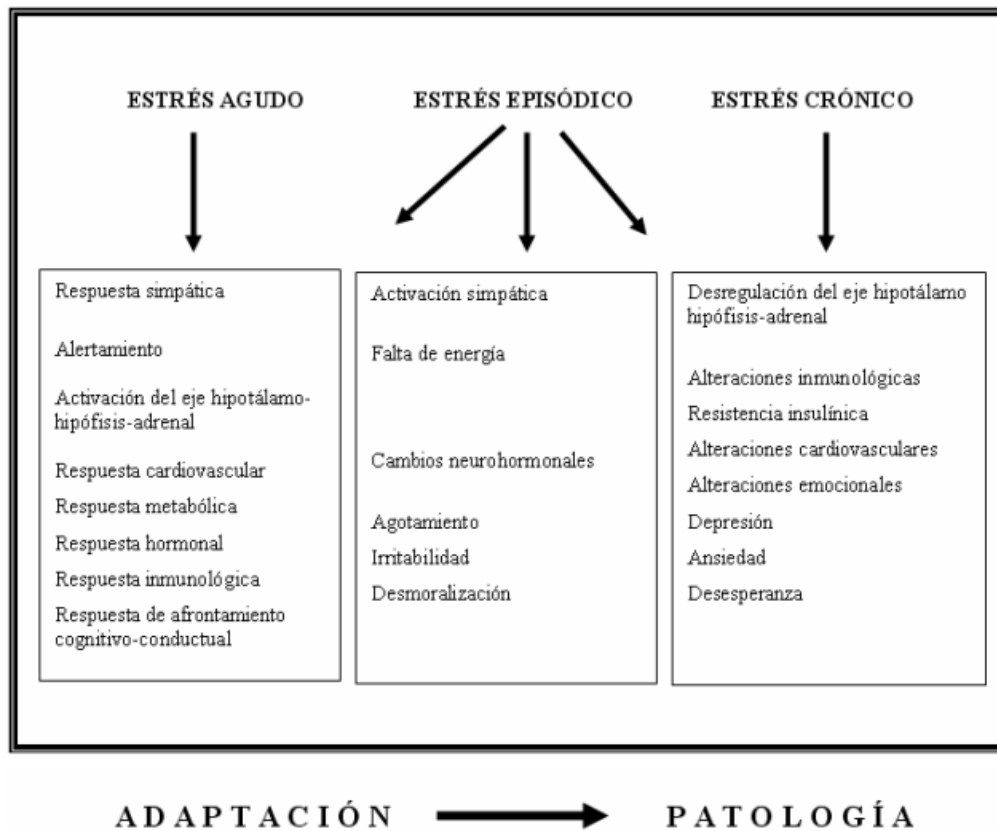 ESTRÉS AGUDO
ESTRÉS EPISÓDICO
ESTRÉS CRÓNICO
Respuesta simpática
Alertamiento
Activación del eje hipotálamo-
hipófisis-adrenal
Respuesta cardiovascular
Respuesta metabólica
Respuesta hormonal
Respuesta inmunológica
Respuesta de afrontamiento
cognitivo-conductual
Activación simpática
Falta de energía
Cambios neurohormonales
Agotamiento
Irritabilidad
Desmoralización
Desregulación del eje hipotálamo
hipófisis-adrenal
Alteraciones inmunológicas
Resistencia insulínica
Alteraciones cardiovasculares
Alteraciones emocionales
Depresión
Ansiedad
Desesperanza
ADAPTACIÓN
PATOLOGÍA